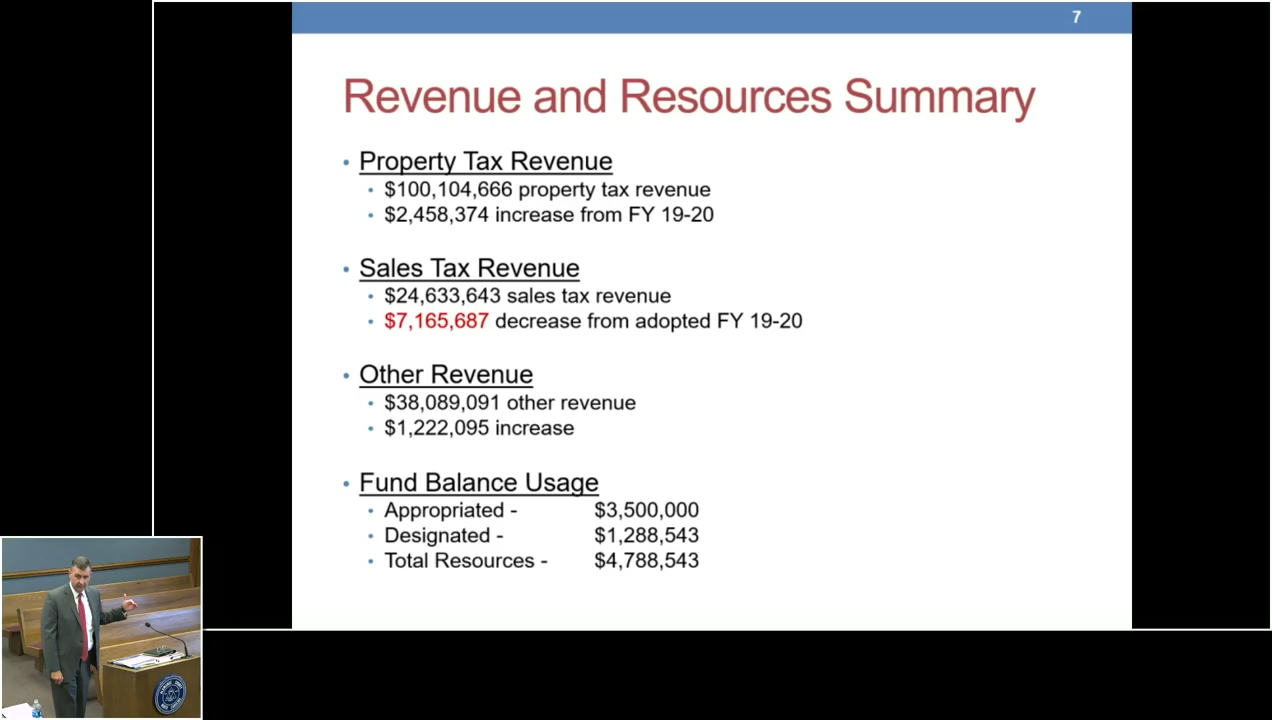 7
Revenue and Resources Summary
• Property Tax Revenue
• $100,104,666 property tax revenue
• $2,458,374 increase from FY 19-20
• Sales Tax Revenue
• $24,633,643 sales tax revenue
• $7,165,687 decrease from adopted FY 19-20
• Other Revenue
• $38,089,091 other revenue
• $1,222,095 increase
• Fund Balance Usage
• Appropriated - $3,500,000
• Designated - $1,288,543
• Total Resources - $4,788,543